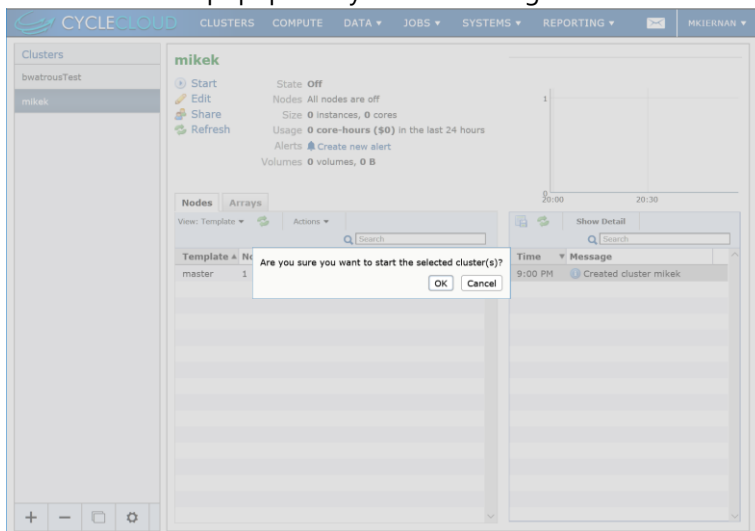 CYCLECLOUD CLUSTERS COMPUTE DATA ▾ JOBS ▾ SYSTEMS ▾ REPORTING ▾ MKIERNAN ▾
Clusters
bwatrousTest
mikek
mikek
Start
Edit
Share
Refresh
State Off
Nodes All nodes are off
Size 0 instances, 0 cores
Usage 0 core-hours ($0) in the last 24 hours
Alerts Create new alert
Volumes 0 volumes, 0 B
1
0
20:00 20:30
Nodes Arrays
View: Template ▾ Actions ▾
Search
Template
master 1
Show Detail
Search
Time ▾ Message
9:00 PM Created cluster mikek
Are you sure you want to start the selected cluster(s)?
OK Cancel